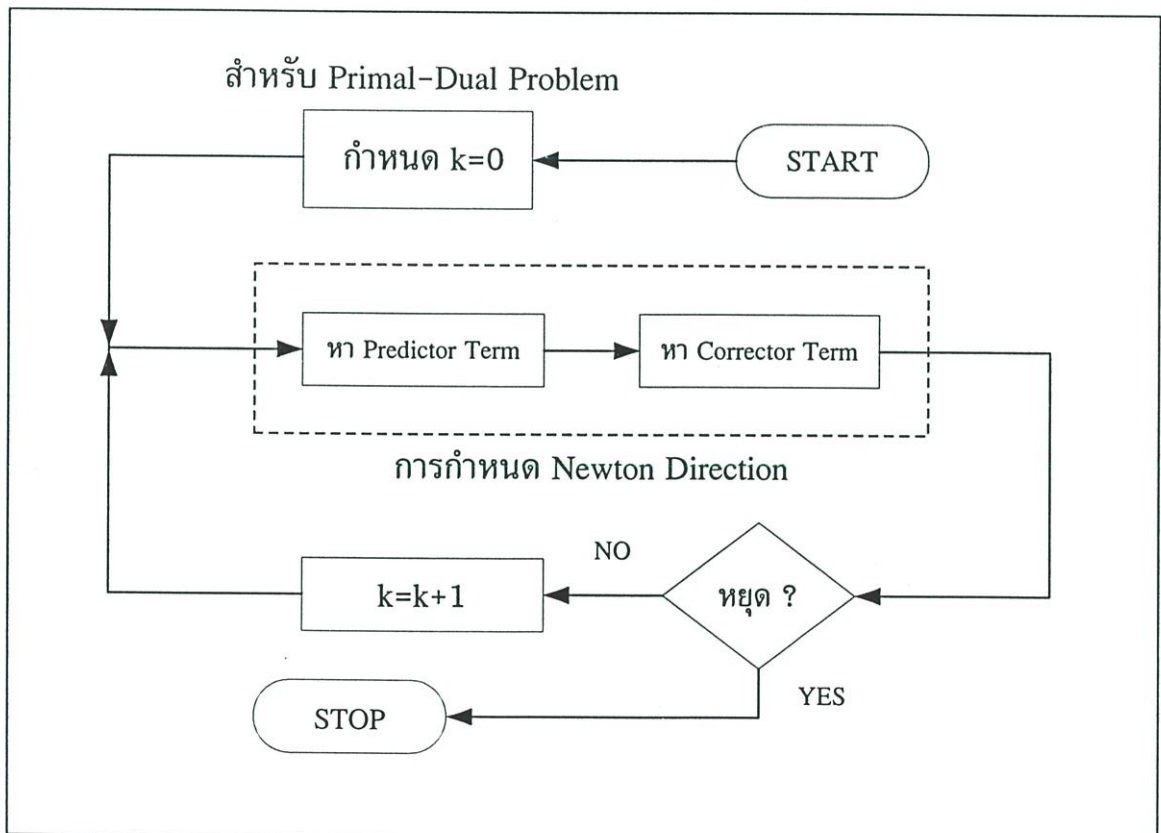 สำหรับ Primal-Dual Problem
กำหนด k=0
START
หา Predictor Term
หา Corrector Term
การกำหนด Newton Direction
NO
k=k+1
หยุด ?
YES
STOP